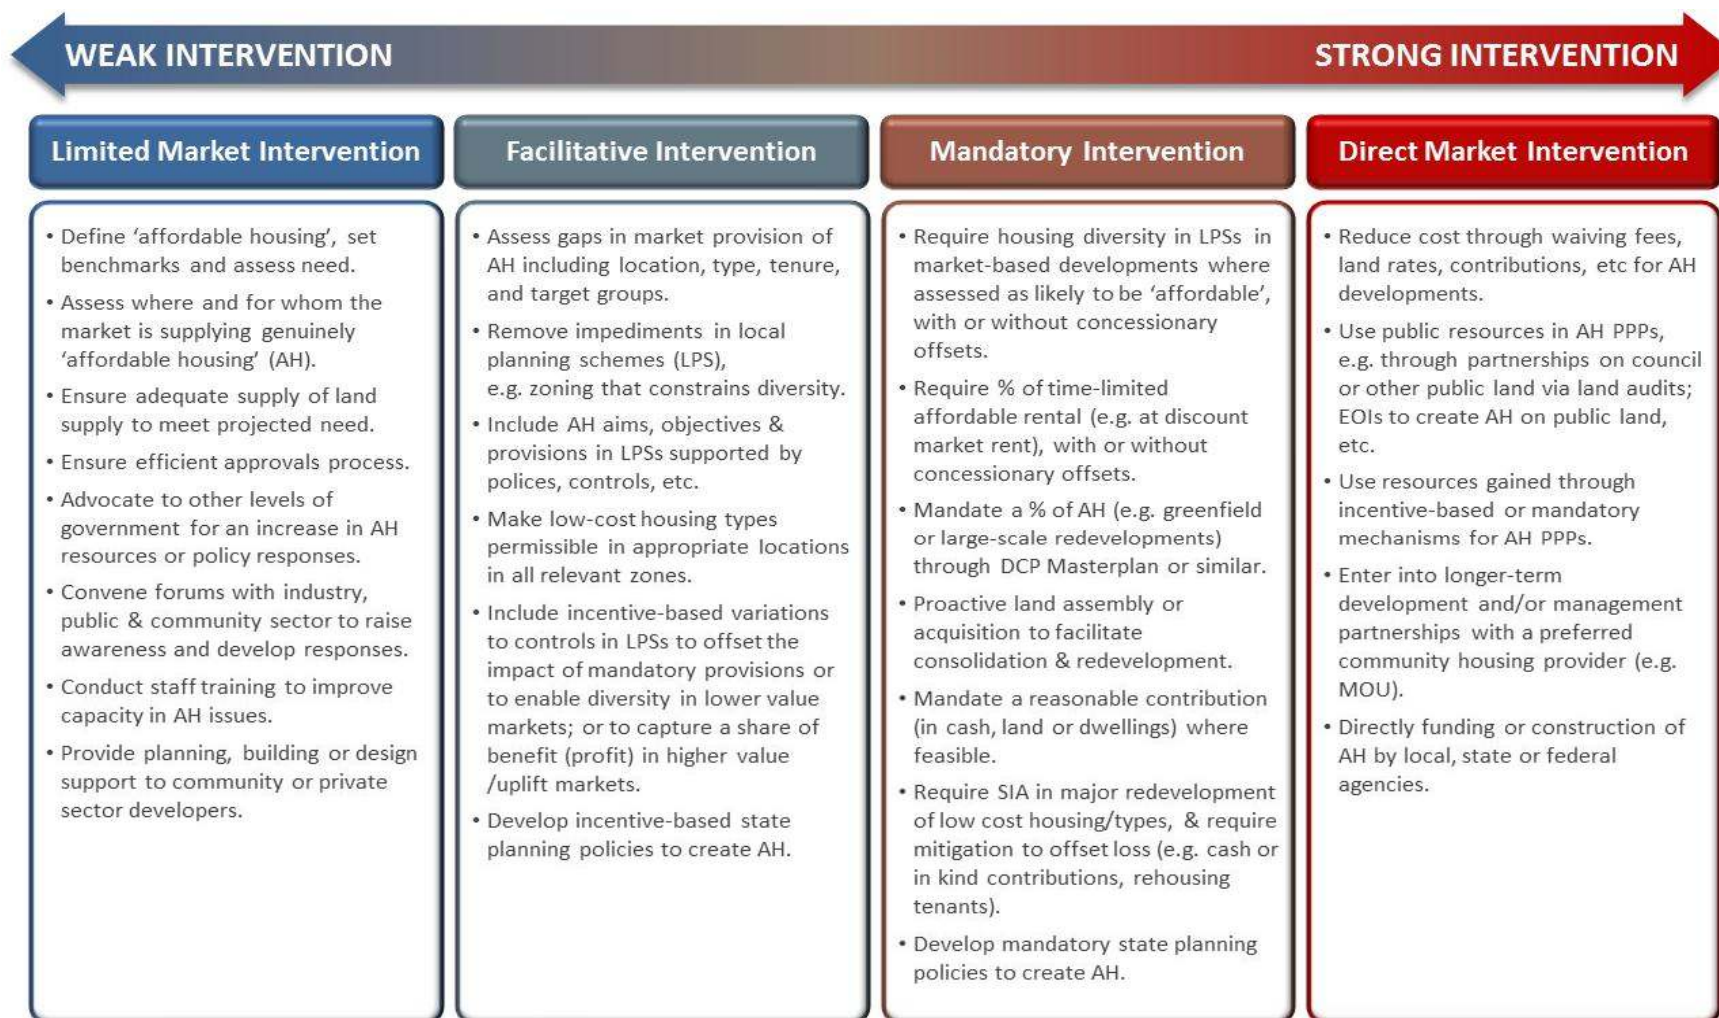 WEAK INTERVENTION
STRONG INTERVENTION
Limited Market Intervention
• Define ‘affordable housing’, set
benchmarks and assess need.
• Assess where and for whom the
market is supplying genuinely
‘affordable housing’ (AH).
• Ensure adequate supply of land
supply to meet projected need.
• Ensure efficient approvals process.
• Advocate to other levels of
government for an increase in AH
resources or policy responses.
• Convene forums with industry,
public & community sector to raise
awareness and develop responses.
• Conduct staff training to improve
capacity in AH issues.
• Provide planning, building or design
support to community or private
sector developers.
Facilitative Intervention
• Assess gaps in market provision of
AH including location, type, tenure,
and target groups.
• Remove impediments in local
planning schemes (LPS),
e.g. zoning that constrains diversity.
• Include AH aims, objectives &
provisions in LPSs supported by
polices, controls, etc.
• Make low-cost housing types
permissible in appropriate locations
in all relevant zones.
• Include incentive-based variations
to controls in LPSs to offset the
impact of mandatory provisions or
to enable diversity in lower value
markets; or to capture a share of
benefit (profit) in higher value
/uplift markets.
• Develop incentive-based state
planning policies to create AH.
Mandatory Intervention
• Require housing diversity in LPSs in
market-based developments where
assessed as likely to be ‘affordable’,
with or without concessionary
offsets.
• Require % of time-limited
affordable rental (e.g. at discount
market rent), with or without
concessionary offsets.
• Mandate a % of AH (e.g. greenfield
or large-scale redevelopments)
through DCP Masterplan or similar.
• Proactive land assembly or
acquisition to facilitate
consolidation & redevelopment.
• Mandate a reasonable contribution
(in cash, land or dwellings) where
feasible.
• Require SIA in major redevelopment
of low cost housing/types, & require
mitigation to offset loss (e.g. cash or
in kind contributions, rehousing
tenants).
• Develop mandatory state planning
policies to create AH.
Direct Market Intervention
• Reduce cost through waiving fees,
land rates, contributions, etc for AH
developments.
• Use public resources in AH PPPs,
e.g. through partnerships on council
or other public land via land audits;
EOIs to create AH on public land,
etc.
• Use resources gained through
incentive-based or mandatory
mechanisms for AH PPPs.
• Enter into longer-term
development and/or management
partnerships with a preferred
community housing provider (e.g.
MOU).
• Directly funding or construction of
AH by local, state or federal
agencies.